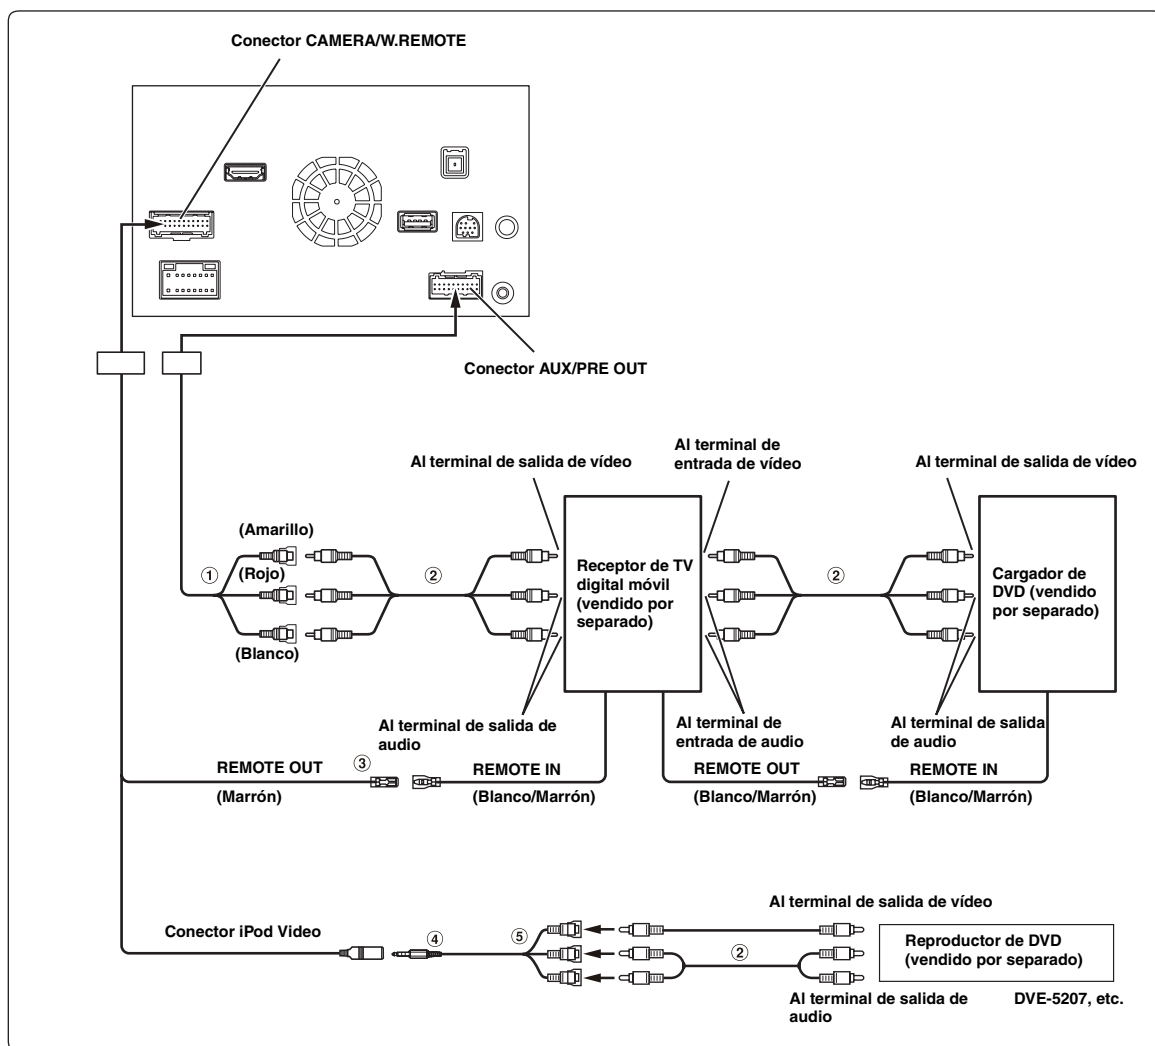 Conector CAMERA/W.REMOTE
Conector AUX/PRE OUT
Al terminal de salida de vídeo
Al terminal de
entrada de vídeo
Al terminal de salida de vídeo
(Amarillo)
①
(Rojo)
②
(Blanco)
Receptor de TV
digital móvil
(vendido por
separado)
②
Cargador de
DVD (vendido
por separado)
Al terminal de salida de
audio
Al terminal de
entrada de audio
Al terminal de salida
de audio
REMOTE OUT
③
(Marrón)
REMOTE IN
(Blanco/Marrón)
REMOTE OUT
(Blanco/Marrón)
REMOTE IN
(Blanco/Marrón)
Al terminal de salida de vídeo
Conector iPod Video
④
⑤
②
Reproductor de DVD
(vendido por separado)
Al terminal de salida de
audio
DVE-5207, etc.